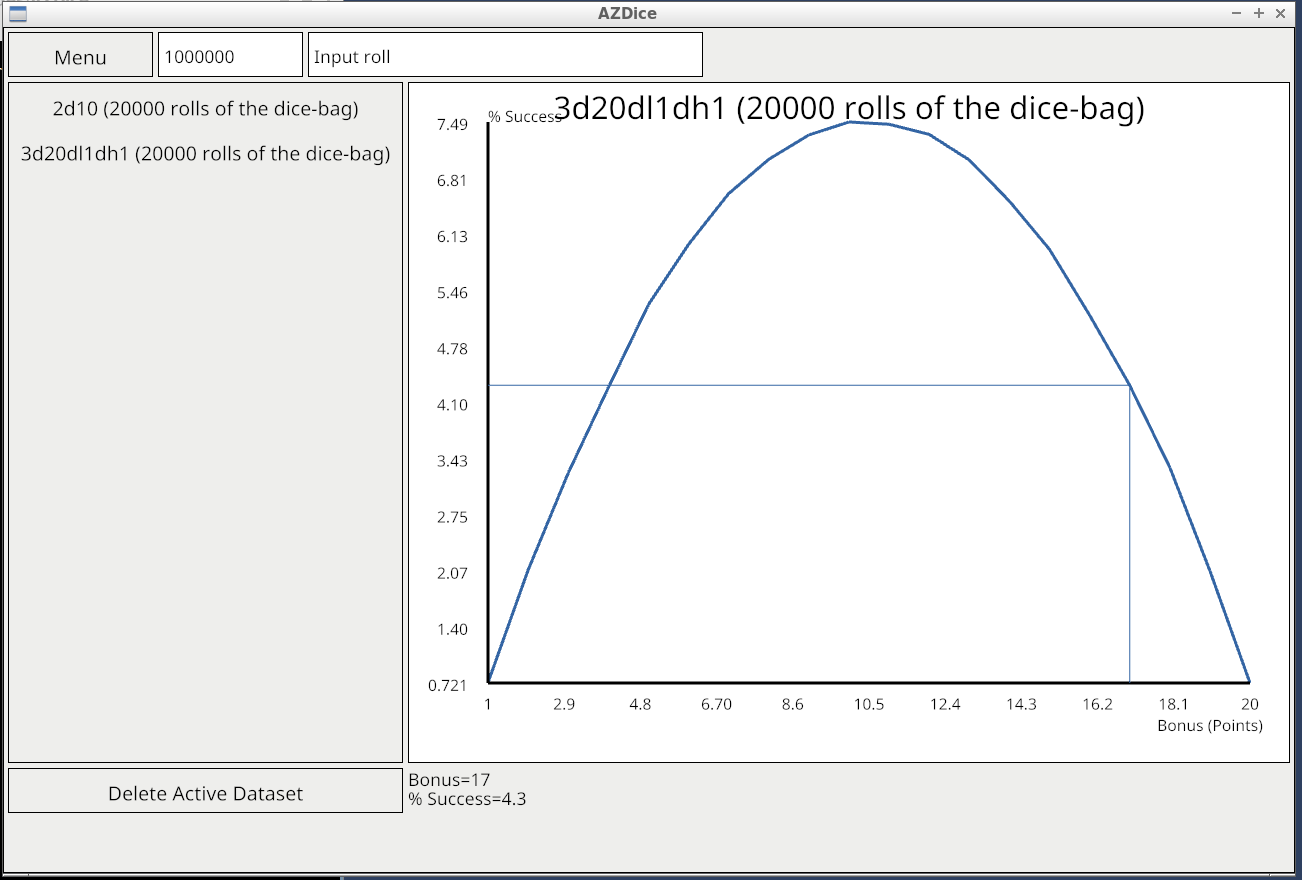 AZDice
Menu
1000000
Input roll
2d10 (20000 rolls of the dice-bag)
3d20dl1dh1 (20000 rolls of the dice-bag)
3d20dl1dh1 (20000 rolls of the dice-bag)
% Success
7.49
6.81
6.13
5.46
4.78
4.10
3.43
2.75
2.07
1.40
0.721
1 2.9 4.8 6.70 8.6 10.5 12.4 14.3 16.2 18.1 20
Bonus (Points)
Delete Active Dataset
Bonus=17
% Success=4.3